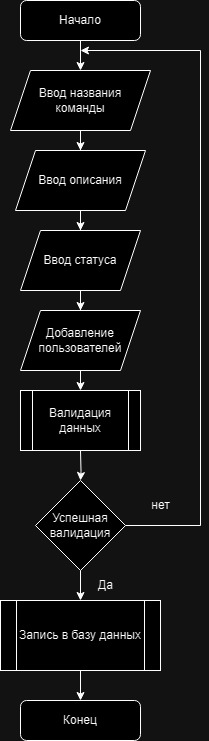 Начало
Ввод названия
команды
Ввод описания
Ввод статуса
Добавление
пользователей
Валидация
данных
Успешная
валидация
нет
Да
Запись в базу данных
Конец